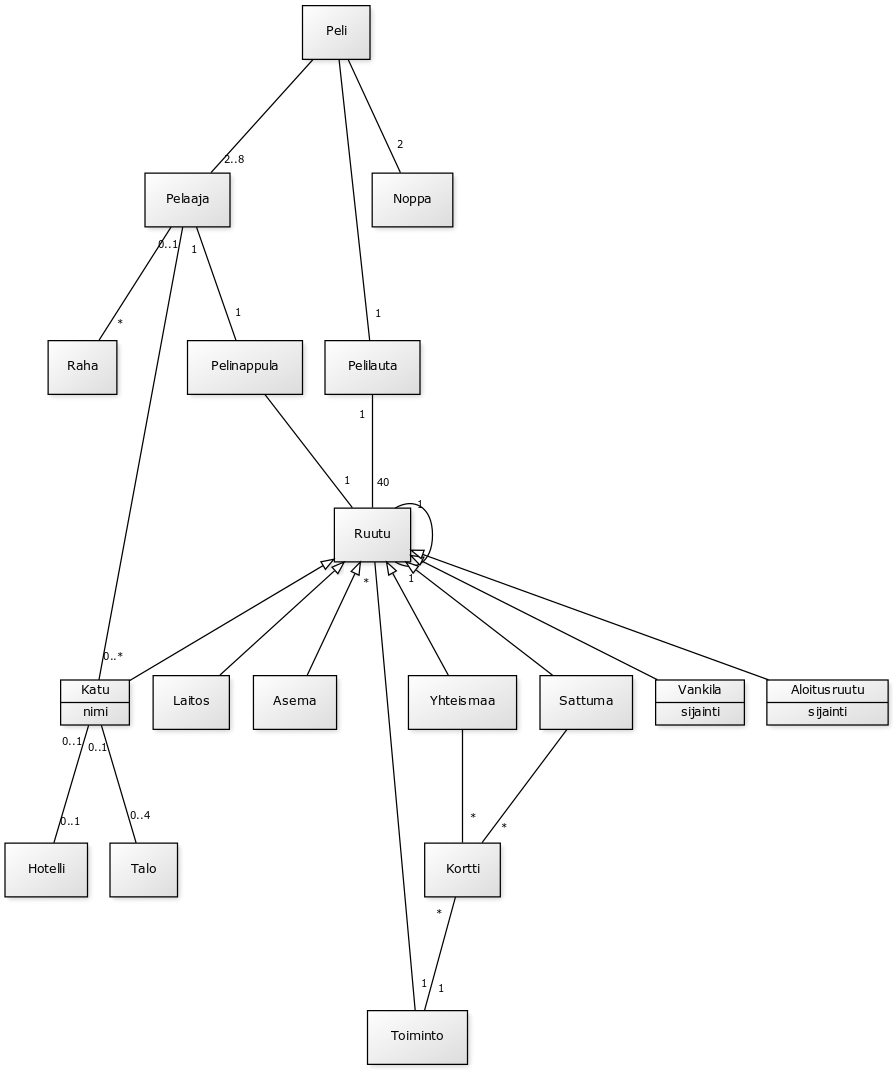 Peli
2
2..8
Pelaaja
Noppa
0..1
1
1
1
*
Raha
Pelinappula
Pelilauta
1
1
40
1
Ruutu
*
1
0..*
Katu
nimi
Laitos
Asema
Yhteismaa
Sattuma
Vankila
sijainti
Aloitusruutu
sijainti
0..1
0..1
0..1
0..4
*
*
Hotelli
Talo
Kortti
*
1
1
Toiminto